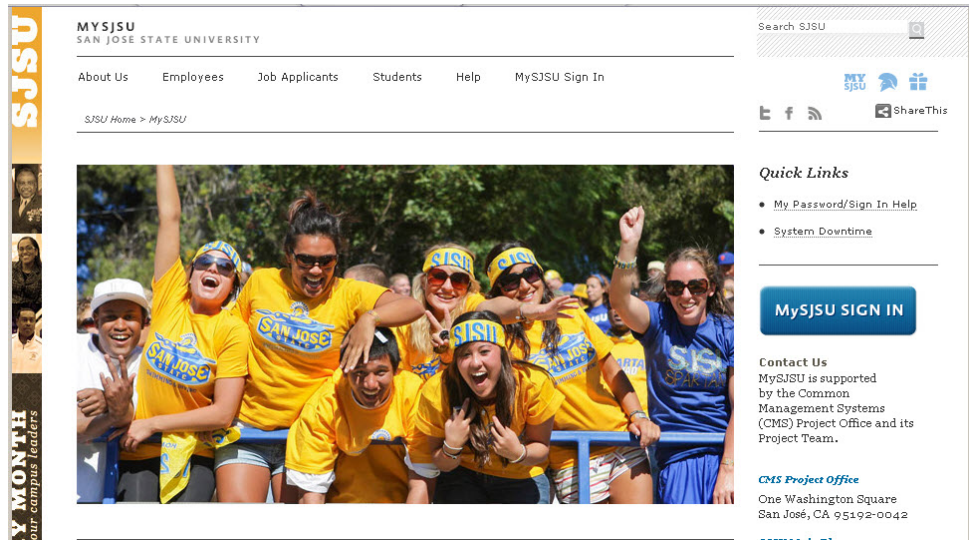 SJSU
MYSJSU
SAN JOSE STATE UNIVERSITY
Search SJSU
About Us Employees Job Applicants Students Help MySJSU Sign In
MY
SJSU
ShareThis
SJSU Home > MySJSU
Quick Links
My Password/Sign In Help
System Downtime
SJSU
SJSU
SJSU
SJSU
SAN JOSE
STATE
SAN JOSE
STATE
SAN JOSE
STATE
SJSU
SPARTAN
MySJSU SIGN IN
Contact Us
MySJSU is supported
by the Common
Management Systems
(CMS) Project Office and its
Project Team.
CMS Project Office
One Washington Square
San José, CA 95192-0042
Y MONTH
our campus leaders